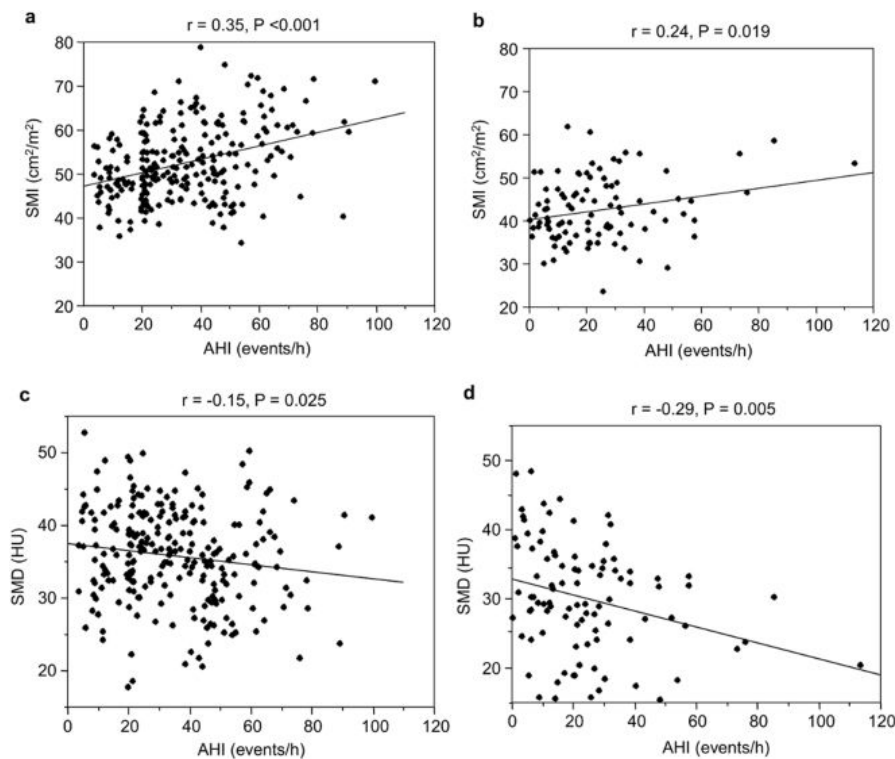 a
r = 0.35, P <0.001
80
70
60
50
40
30
20
SMI (cm²/m²)
0 20 40 60 80 100 120
AHI (events/h)
b
r = 0.24, P = 0.019
80
70
60
50
40
30
20
SMI (cm²/m²)
0 20 40 60 80 100 120
AHI (events/h)
c
r = -0.15, P = 0.025
50
40
30
20
SMD (HU)
0 20 40 60 80 100 120
AHI (events/h)
d
r = -0.29, P = 0.005
50
40
30
20
SMD (HU)
0 20 40 60 80 100 120
AHI (events/h)